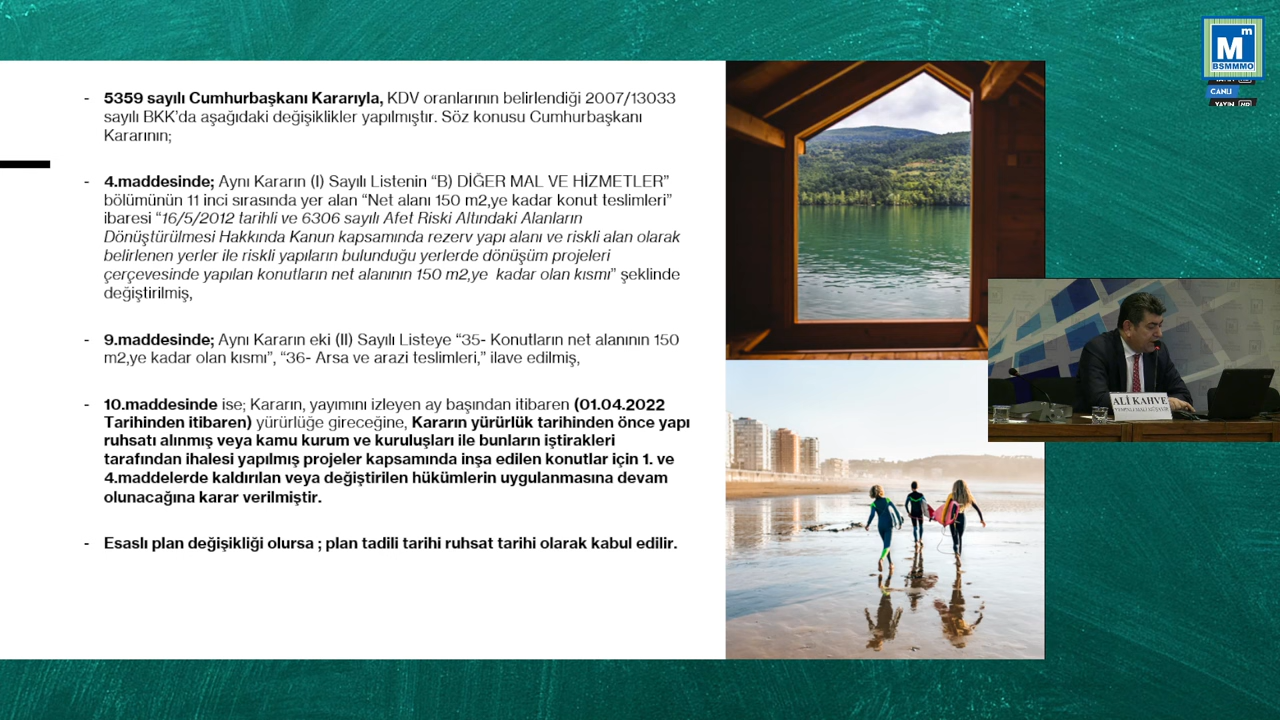 - 5359 sayılı Cumhurbaşkanı Kararıyla, KDV oranlarının belirlendiği 2007/13033
sayılı BKK’da aşağıdaki değişiklikler yapılmıştır. Söz konusu Cumhurbaşkanı
Kararının;
- 4.maddesinde; Aynı Kararın (I) Sayılı Listenin “B) DİĞER MAL VE HİZMETLER”
bölümünün 11 inci sırasında yer alan “Net alanı 150 m2,ye kadar konut teslimleri”
ibaresi “16/5/2012 tarihli ve 6306 sayılı Afet Riski Altındaki Alanların
Dönüştürülmesi Hakkında Kanun kapsamında rezerv yapı alanı ve riskli alan olarak
belirlenen yerler ile riskli yapıların bulunduğu yerlerde dönüşüm projeleri
çerçevesinde yapılan konutların net alanının 150 m2,ye kadar olan kısmı” şeklinde
değiştirilmiş,
- 9.maddesinde; Aynı Kararın eki (II) Sayılı Listeye “35- Konutların net alanının 150
m2,ye kadar olan kısmı”, “36- Arsa ve arazi teslimleri,” ilave edilmiş,
- 10.maddesinde ise; Kararın, yayımını izleyen ay başından itibaren (01.04.2022
Tarihinden itibaren) yürürlüğe gireceğine, Kararın yürürlük tarihinden önce yapı
ruhsatı alınmış veya kamu kurum ve kuruluşları ile bunların iştirakleri
tarafından ihalesi yapılmış projeler kapsamında inşa edilen konutlar için 1. ve
4.maddelerde kaldırılan veya değiştirilen hükümlerin uygulanmasına devam
olunacağına karar verilmiştir.
- Esaslı plan değişikliği olursa ; plan tadili tarihi ruhsat tarihi olarak kabul edilir.
Mm
BSMMMO
CANLI
YAYIN HD
ALİ KAHVE
YEMİNLİ MALİ MÜŞAVİR